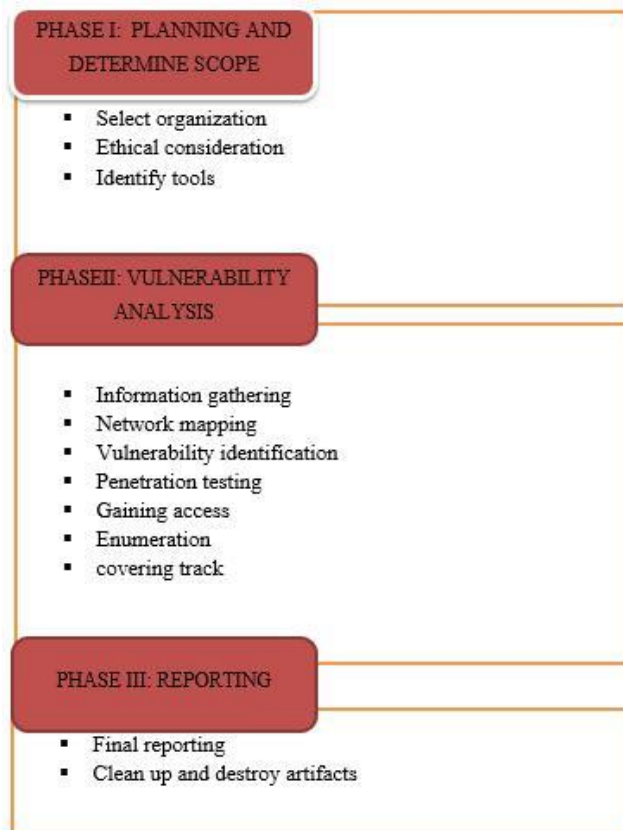 PHASE I: PLANNING AND
DETERMINE SCOPE
▪ Select organization
▪ Ethical consideration
▪ Identify tools
PHASEII: VULNERABILITY
ANALYSIS
▪ Information gathering
▪ Network mapping
▪ Vulnerability identification
▪ Penetration testing
▪ Gaining access
▪ Enumeration
▪ covering track
PHASE III: REPORTING
▪ Final reporting
▪ Clean up and destroy artifacts